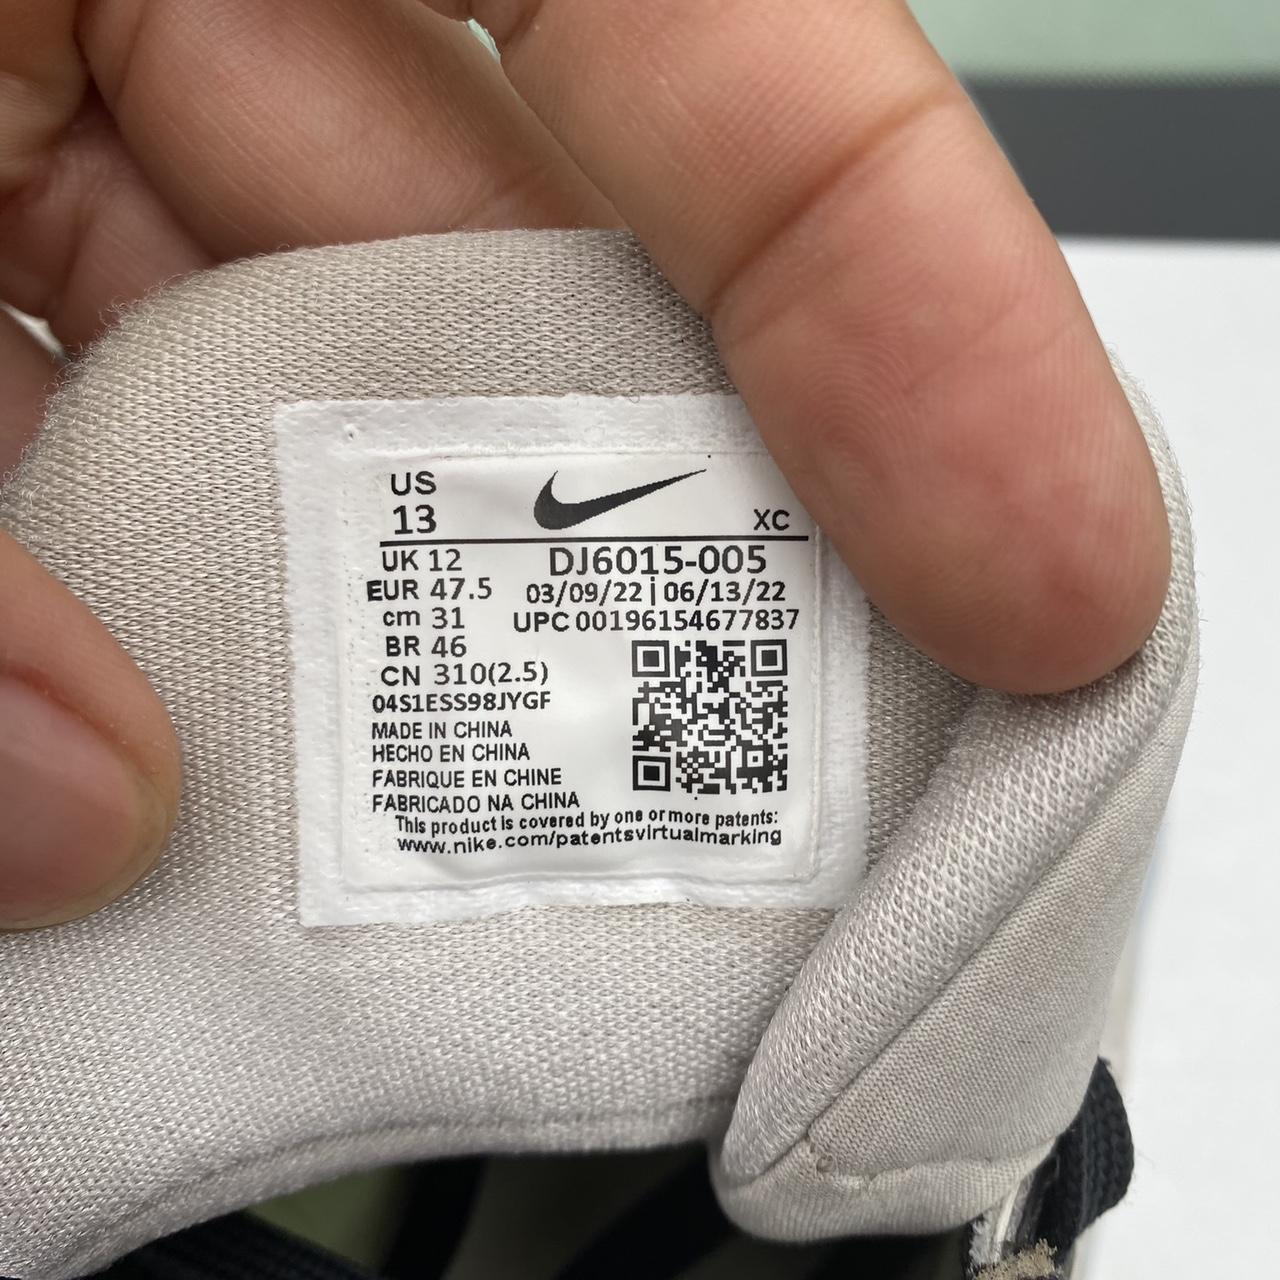 US
13
XC
UK 12
DJ6015-005
EUR 47.5
03/09/22 | 06/13/22
cm 31
UPC 00196154677837
BR 46
CN 310(2.5)
04S1ESS98JYGF
MADE IN CHINA
HECHO EN CHINA
FABRIQUE EN CHINE
FABRICADO NA CHINA
This product is covered by one or more patents:
www.nike.com/patentsvirtualmarking